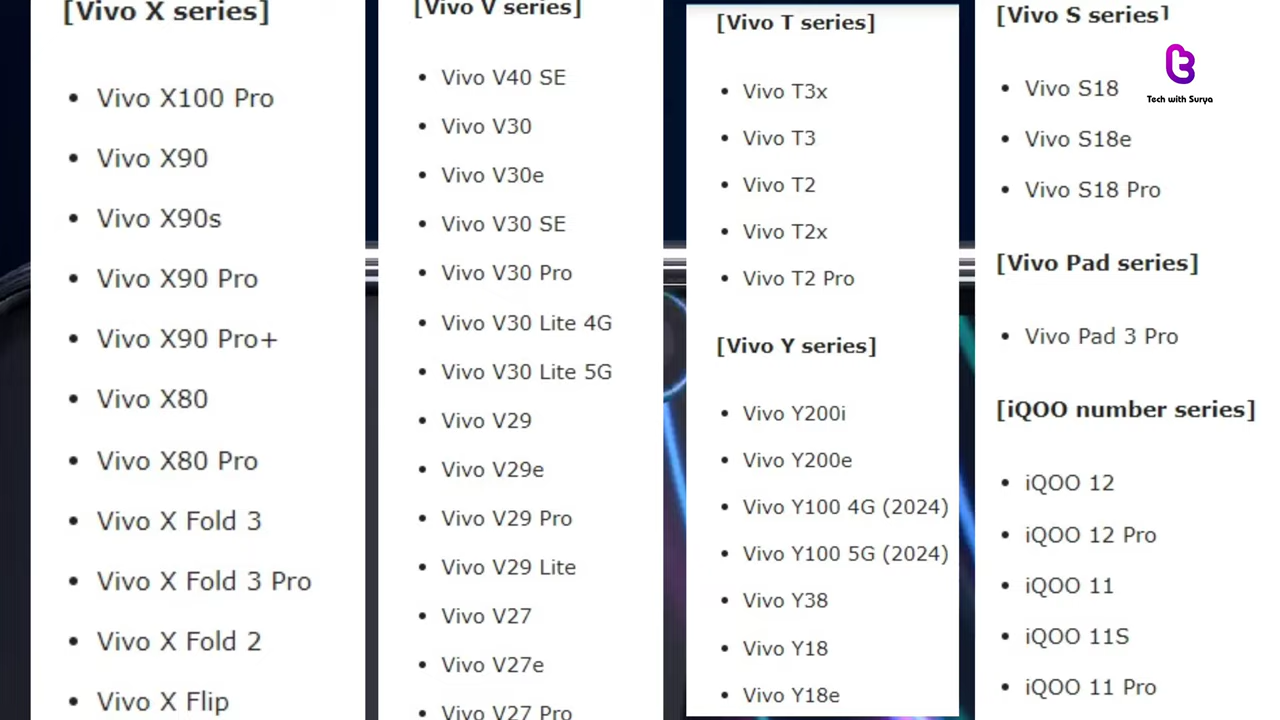 [Vivo X series]
Vivo X100 Pro
Vivo X90
Vivo X90s
Vivo X90 Pro
Vivo X90 Pro+
Vivo X80
Vivo X80 Pro
Vivo X Fold 3
Vivo X Fold 3 Pro
Vivo X Fold 2
Vivo X Flip
[Vivo V series]
Vivo V40 SE
Vivo V30
Vivo V30e
Vivo V30 SE
Vivo V30 Pro
Vivo V30 Lite 4G
Vivo V30 Lite 5G
Vivo V29
Vivo V29e
Vivo V29 Pro
Vivo V29 Lite
Vivo V27
Vivo V27e
Vivo V27 Pro
[Vivo T series]
Vivo T3x
Vivo T3
Vivo T2
Vivo T2x
Vivo T2 Pro
[Vivo Y series]
Vivo Y200i
Vivo Y200e
Vivo Y100 4G (2024)
Vivo Y100 5G (2024)
Vivo Y38
Vivo Y18
Vivo Y18e
[Vivo S series]
Vivo S18
Vivo S18e
Vivo S18 Pro
[Vivo Pad series]
Vivo Pad 3 Pro
[iQOO number series]
iQOO 12
iQOO 12 Pro
iQOO 11
iQOO 11S
iQOO 11 Pro
Tech with Surya